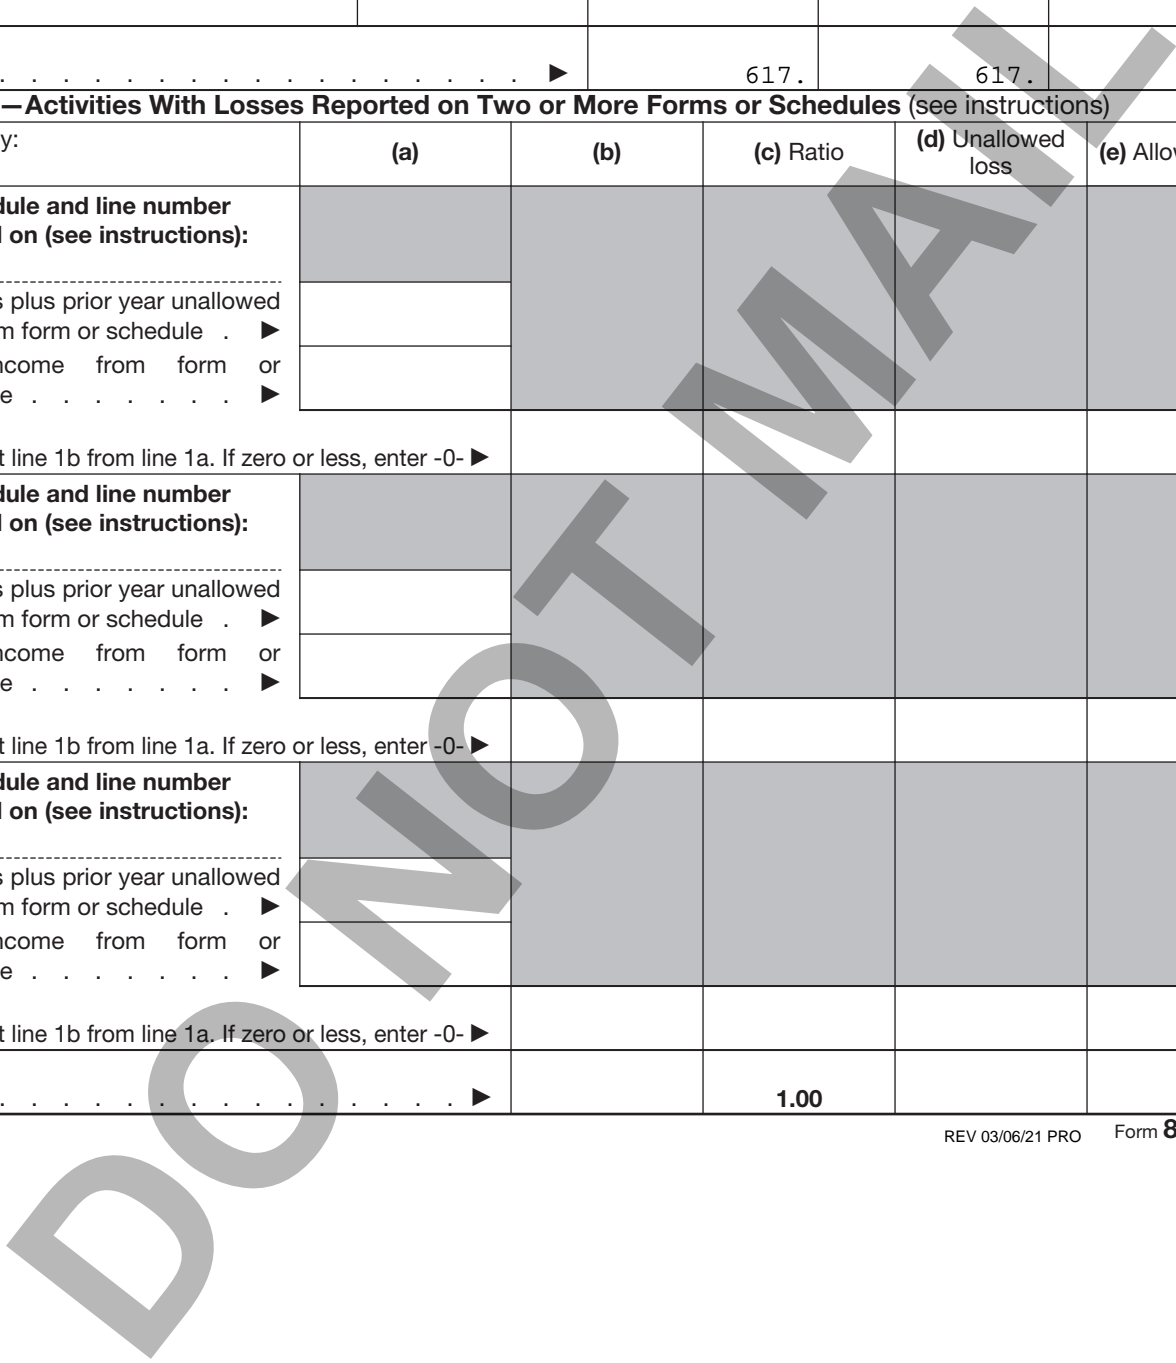 . . . . . . . . . . . . . . . . . . ▶ 617. 617.
—Activities With Losses Reported on Two or More Forms or Schedules (see instructions)
y: (a) (b) (c) Ratio (d) Unallowed loss (e) Allow
dule and line number
d on (see instructions):
s plus prior year unallowed
m form or schedule . ▶
ncome from form or
e . . . . . . . ▶
t line 1b from line 1a. If zero or less, enter -0- ▶
dule and line number
d on (see instructions):
s plus prior year unallowed
m form or schedule . ▶
ncome from form or
e . . . . . . . ▶
t line 1b from line 1a. If zero or less, enter -0- ▶
dule and line number
d on (see instructions):
s plus prior year unallowed
m form or schedule . ▶
ncome from form or
e . . . . . . . ▶
t line 1b from line 1a. If zero or less, enter -0- ▶
. . . . . . . . . . . . . . . ▶ 1.00
REV 03/06/21 PRO Form 8
DO NOT MAIL